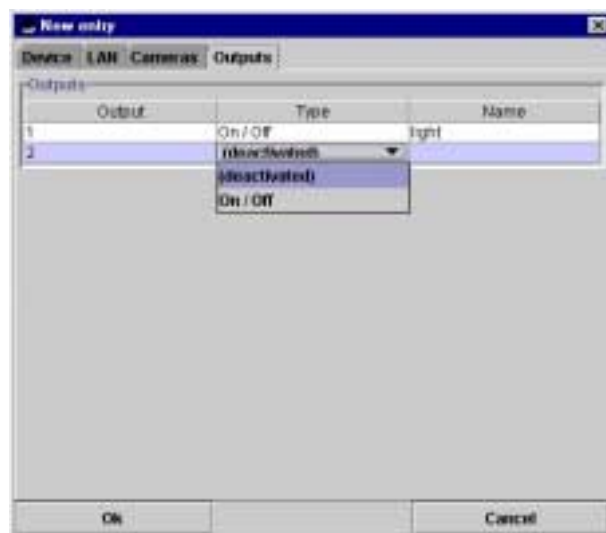 New entry
Device LAN Cameras Outputs
Outputs
Output Type Name
1 On / Off light
2 (deactivated)
(deactivated)
On / Off
Ok Cancel